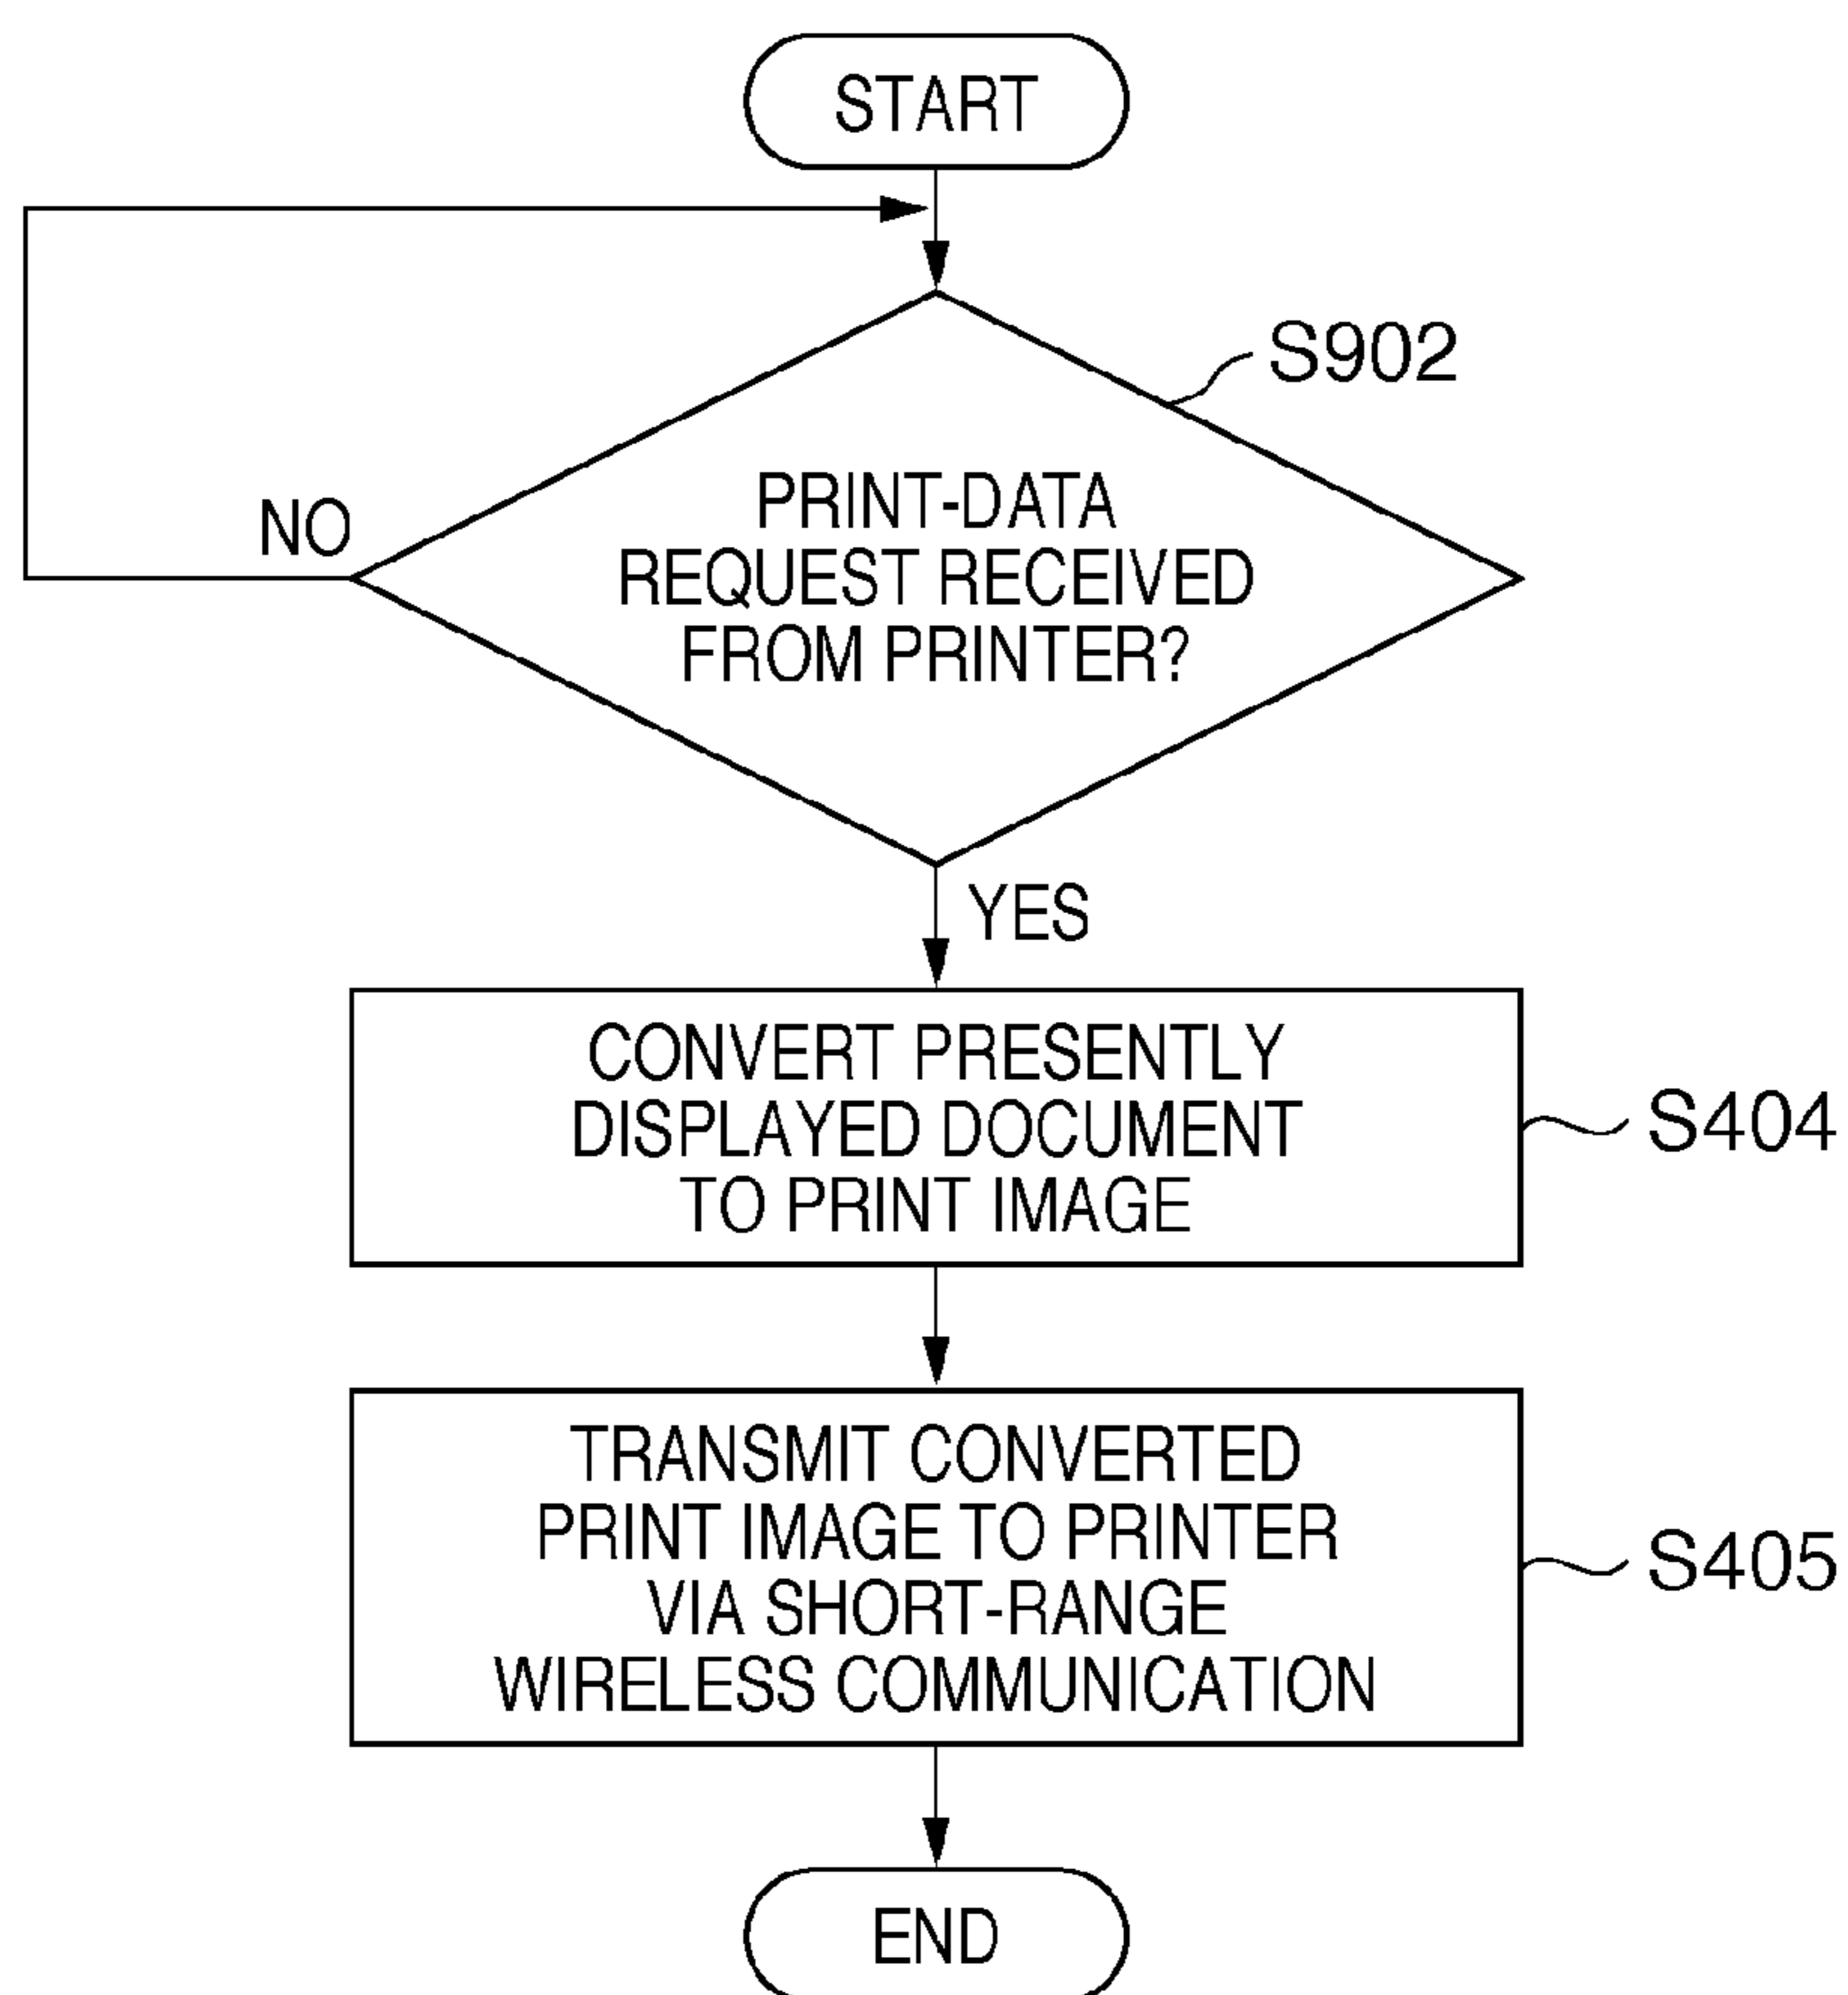 START
S902
PRINT-DATA
REQUEST RECEIVED
FROM PRINTER?
NO
YES
CONVERT PRESENTLY
DISPLAYED DOCUMENT
TO PRINT IMAGE
S404
TRANSMIT CONVERTED
PRINT IMAGE TO PRINTER
VIA SHORT-RANGE
WIRELESS COMMUNICATION
S405
END